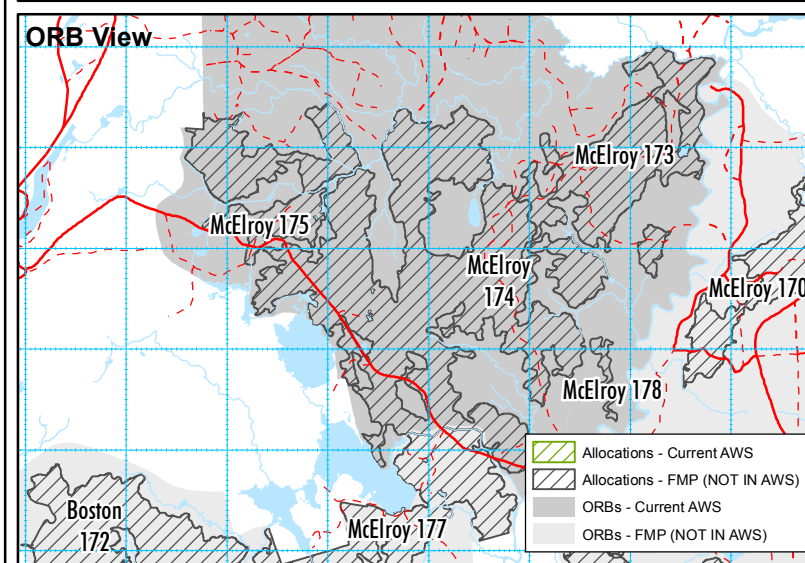 ORB View
McElroy 173
McElroy 175
McElroy
174
McElroy 170
McElroy 178
Boston
172
McElroy 177
Allocations - Current AWS
Allocations - FMP (NOT IN AWS)
ORBs - Current AWS
ORBs - FMP (NOT IN AWS)